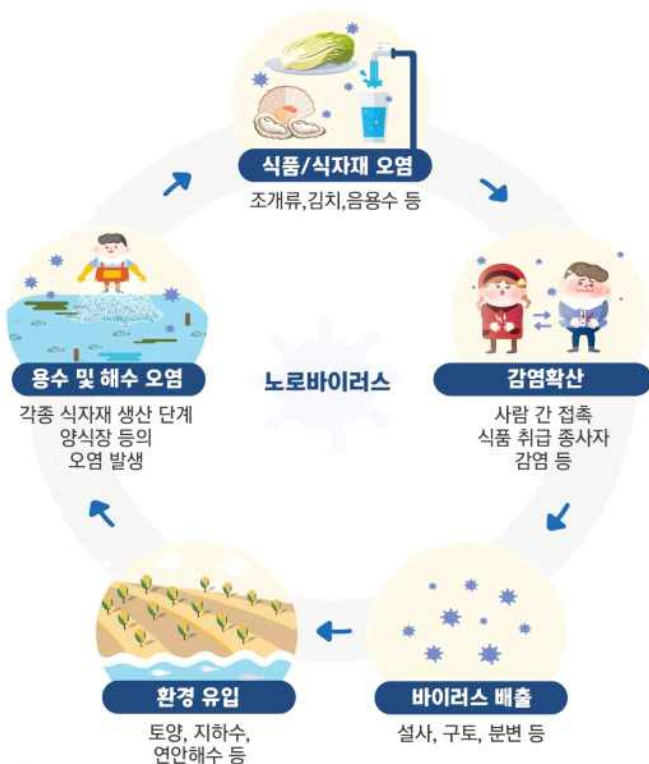 식품/식자재 오염
조개류,김치,음용수 등
감염확산
사람 간 접촉
식품 취급 종사자
감염 등
바이러스 배출
설사, 구토, 분변 등
환경 유입
토양, 지하수,
연안해수 등
용수 및 해수 오염
각종 식자재 생산 단계
양식장 등의
오염 발생
노로바이러스